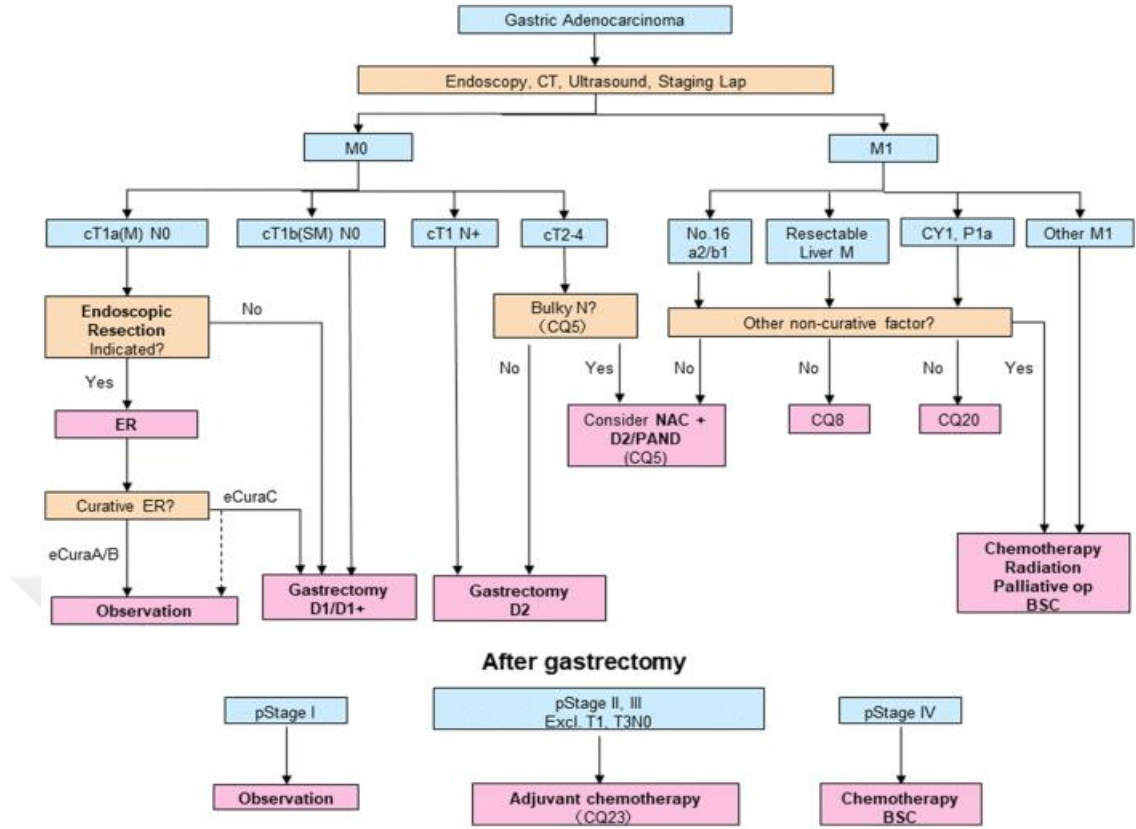 Gastric Adenocarcinoma
Endoscopy, CT, Ultrasound, Staging Lap
M0
M1
cT1a(M) N0
cT1b(SM) N0
cT1 N+
cT2-4
No.16
a2/b1
Resectable
Liver M
CY1, P1a
Other M1
Endoscopic
Resection
Indicated?
No
Bulky N?
(CQ5)
Other non-curative factor?
Yes
No
Yes
No
No
No
Yes
ER
Consider NAC +
D2/PAND
(CQ5)
CQ8
CQ20
Curative ER?
eCuraC
eCuraA/B
Observation
Gastrectomy
D1/D1+
Gastrectomy
D2
Chemotherapy
Radiation
Palliative op
BSC
After gastrectomy
pStage I
pStage II, III
Excl. T1, T3N0
pStage IV
Observation
Adjuvant chemotherapy
(CQ23)
Chemotherapy
BSC